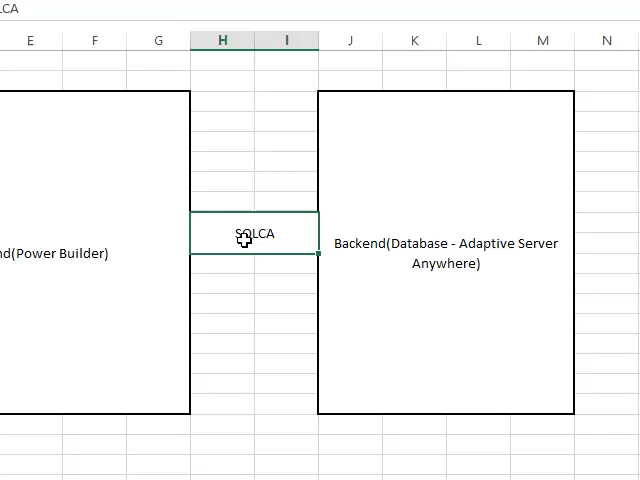 LCA
E F G H I J K L M N
SQLCA
Backend(Database - Adaptive Server
Anywhere)
nd(Power Builder)